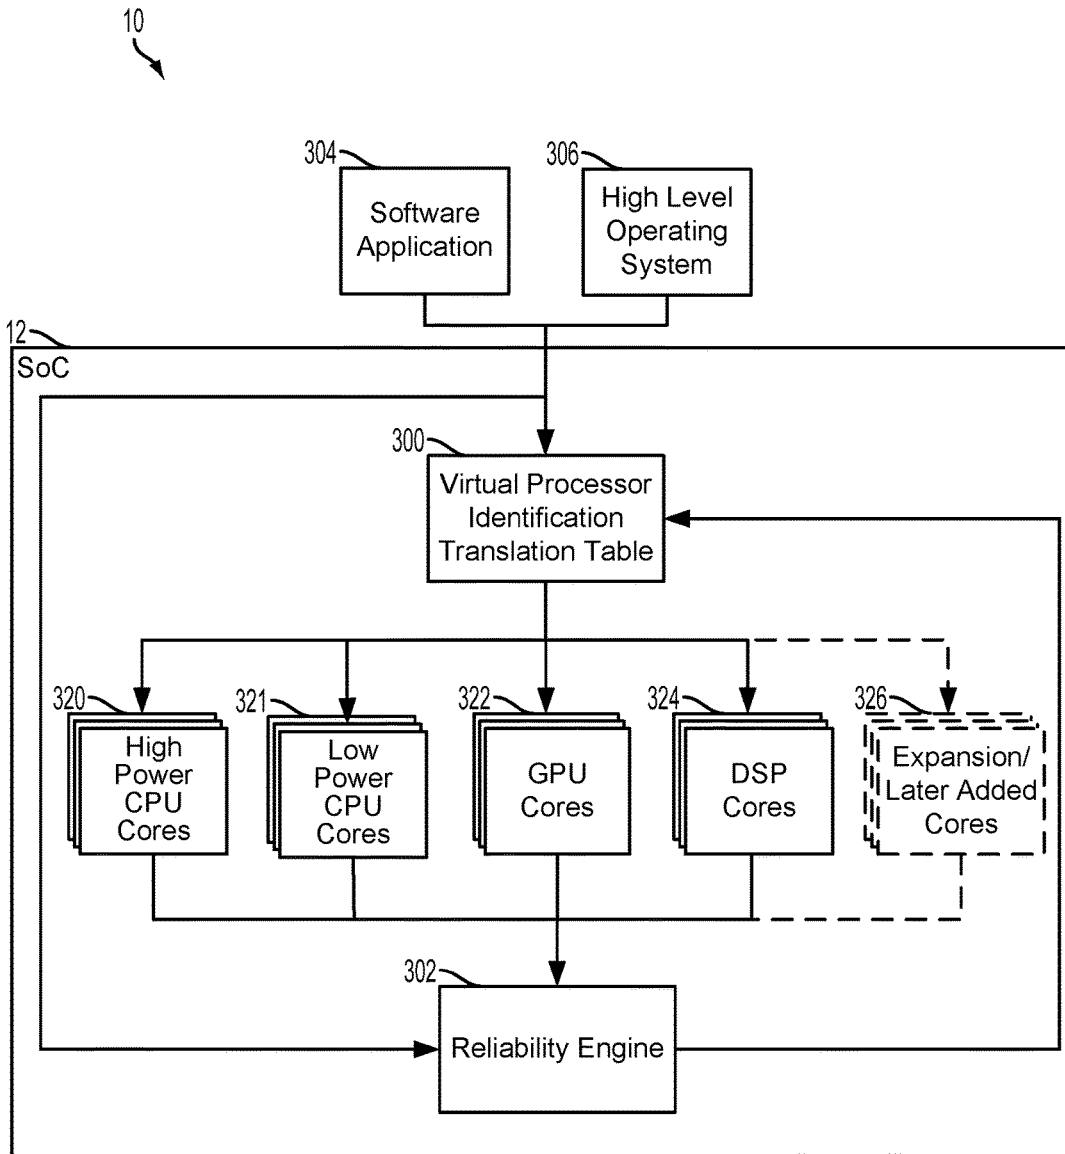 10
304
306
Software
Application
High Level
Operating
System
12
SoC
300
Virtual Processor
Identification
Translation Table
320
321
322
324
326
High
Power
CPU
Cores
Low
Power
CPU
Cores
GPU
Cores
DSP
Cores
Expansion/
Later Added
Cores
302
Reliability Engine